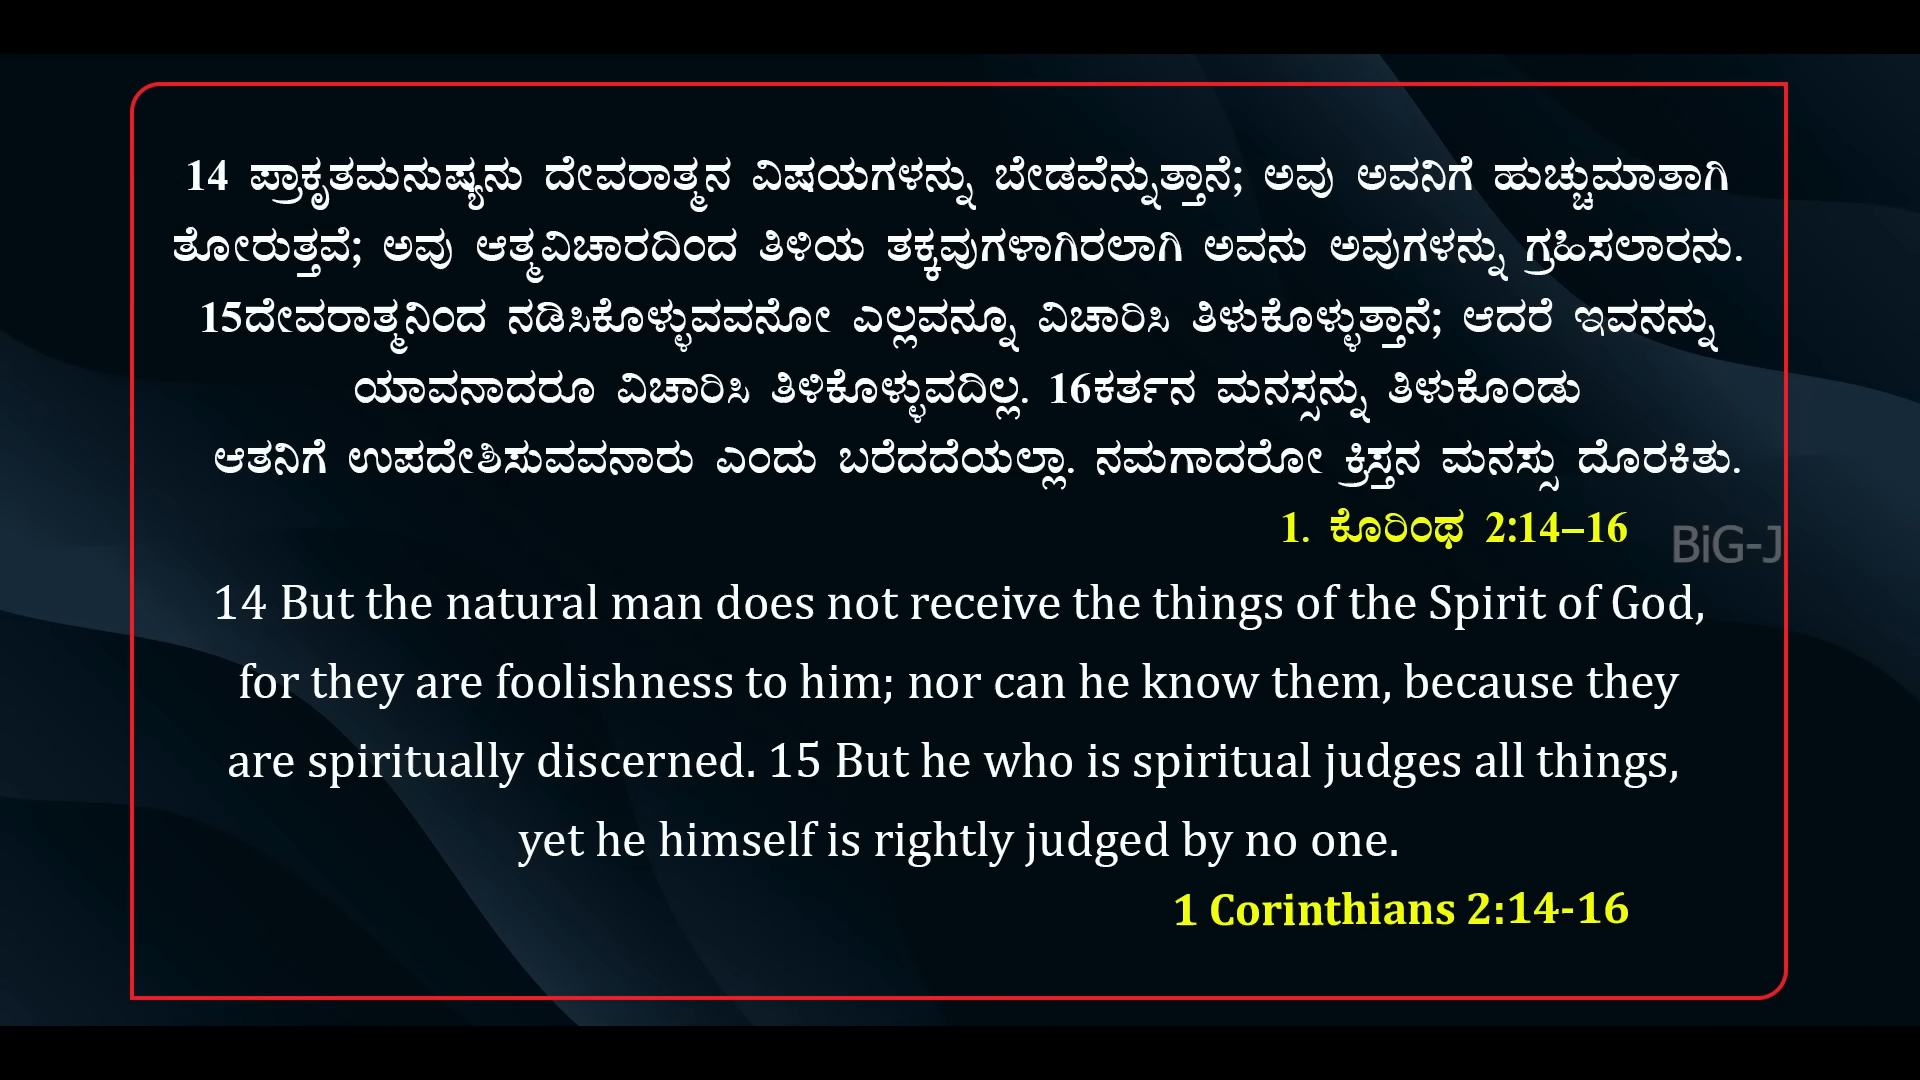 14 ಪ್ರಾಕೃತಮನುಷ್ಯನು ದೇವರಾತ್ಮನ ವಿಷಯಗಳನ್ನು ಬೇಡವೆನ್ನುತ್ತಾನೆ; ಅವು ಅವನಿಗೆ ಹುಚ್ಚುಮಾತಾಗಿ
ತೋರುತ್ತವೆ; ಅವು ಆತ್ಮವಿಚಾರದಿಂದ ತಿಳಿಯ ತಕ್ಕವುಗಳಾಗಿರಲಾಗಿ ಅವನು ಅವುಗಳನ್ನು ಗ್ರಹಿಸಲಾರನು.
15ದೇವರಾತ್ಮನಿಂದ ನಡಿಸಿಕೊಳ್ಳುವವನೋ ಎಲ್ಲವನ್ನೂ ವಿಚಾರಿಸಿ ತಿಳುಕೊಳ್ಳುತ್ತಾನೆ; ಆದರೆ ಇವನನ್ನು
ಯಾವನಾದರೂ ವಿಚಾರಿಸಿ ತಿಳಿಕೊಳ್ಳುವದಿಲ್ಲ. 16ಕರ್ತನ ಮನಸ್ಸನ್ನು ತಿಳುಕೊಂಡು
ಆತನಿಗೆ ಉಪದೇಶಿಸುವವನಾರು ಎಂದು ಬರೆದದೆಯಲ್ಲಾ. ನಮಗಾದರೋ ಕ್ರಿಸ್ತನ ಮನಸ್ಸು ದೊರಕಿತು.
1. ಕೊರಿಂಥ 2:14–16
BiG-J
14 But the natural man does not receive the things of the Spirit of God,
for they are foolishness to him; nor can he know them, because they
are spiritually discerned. 15 But he who is spiritual judges all things,
yet he himself is rightly judged by no one.
1 Corinthians 2:14-16